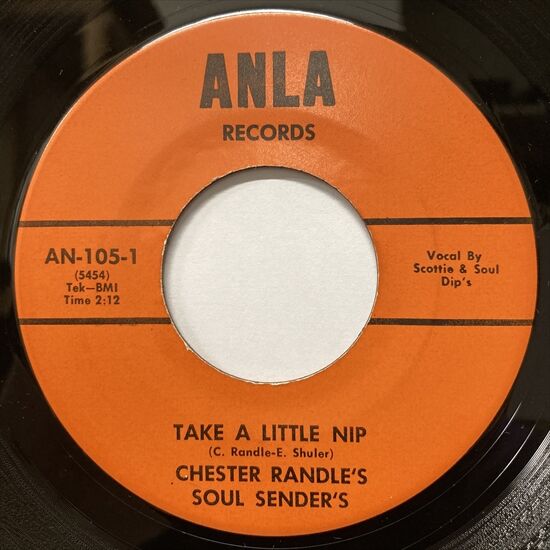 ANLA
RECORDS
AN-105-1
(5454)
Tek—BMI
Time 2:12
Vocal By
Scottie & Soul
Dip's
TAKE A LITTLE NIP
(C. Randle-E. Shuler)
CHESTER RANDLE'S
SOUL SENDER'S